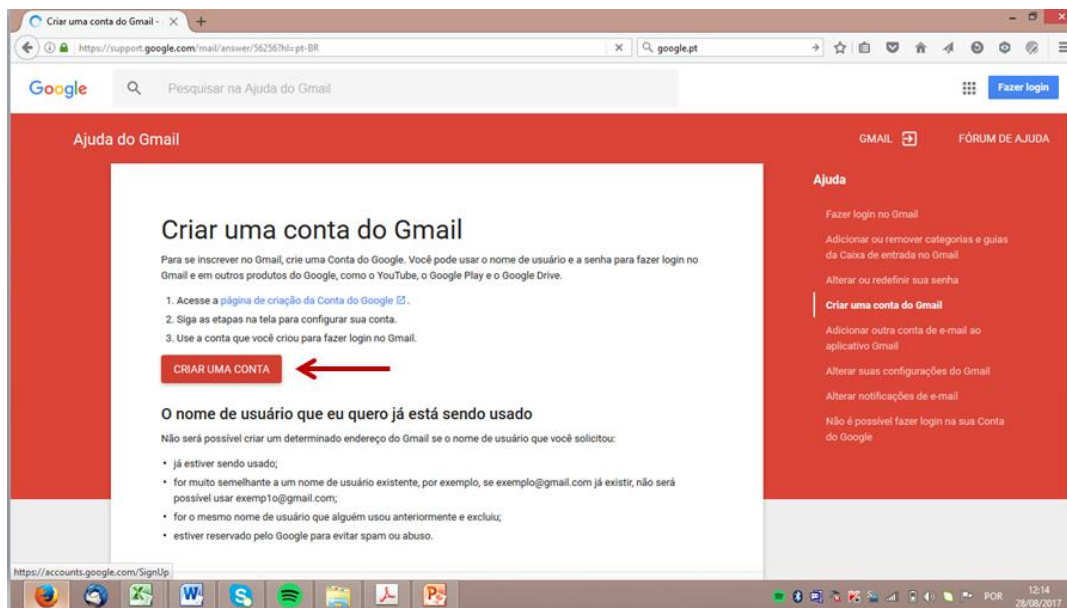 Criar uma conta do Gmail -
https://support.google.com/mail/answer/56256?hl=pt-BR
google.pt
Google
Pesquisar na Ajuda do Gmail
Fazer login
Ajuda do Gmail
GMAIL
FÓRUM DE AJUDA
Criar uma conta do Gmail
Para se inscrever no Gmail, crie uma Conta do Google. Você pode usar o nome de usuário e a senha para fazer login no
Gmail e em outros produtos do Google, como o YouTube, o Google Play e o Google Drive.
1. Acesse a página de criação da Conta do Google.
2. Siga as etapas na tela para configurar sua conta.
3. Use a conta que você criou para fazer login no Gmail.
CRIAR UMA CONTA
O nome de usuário que eu quero já está sendo usado
Não será possível criar um determinado endereço do Gmail se o nome de usuário que você solicitou:
• já estiver sendo usado;
• for muito semelhante a um nome de usuário existente, por exemplo, se exemplo@gmail.com já existir, não será
possível usar exemp1o@gmail.com;
• for o mesmo nome de usuário que alguém usou anteriormente e excluiu;
• estiver reservado pelo Google para evitar spam ou abuso.
Ajuda
Fazer login no Gmail
Adicionar ou remover categorias e guias
da Caixa de entrada no Gmail
Alterar ou redefinir sua senha
Criar uma conta do Gmail
Adicionar outra conta de e-mail ao
aplicativo Gmail
Alterar suas configurações do Gmail
Alterar notificações de e-mail
Não é possível fazer login na sua Conta
do Google
https://accounts.google.com/SignUp
POR
12:14
28/08/2017